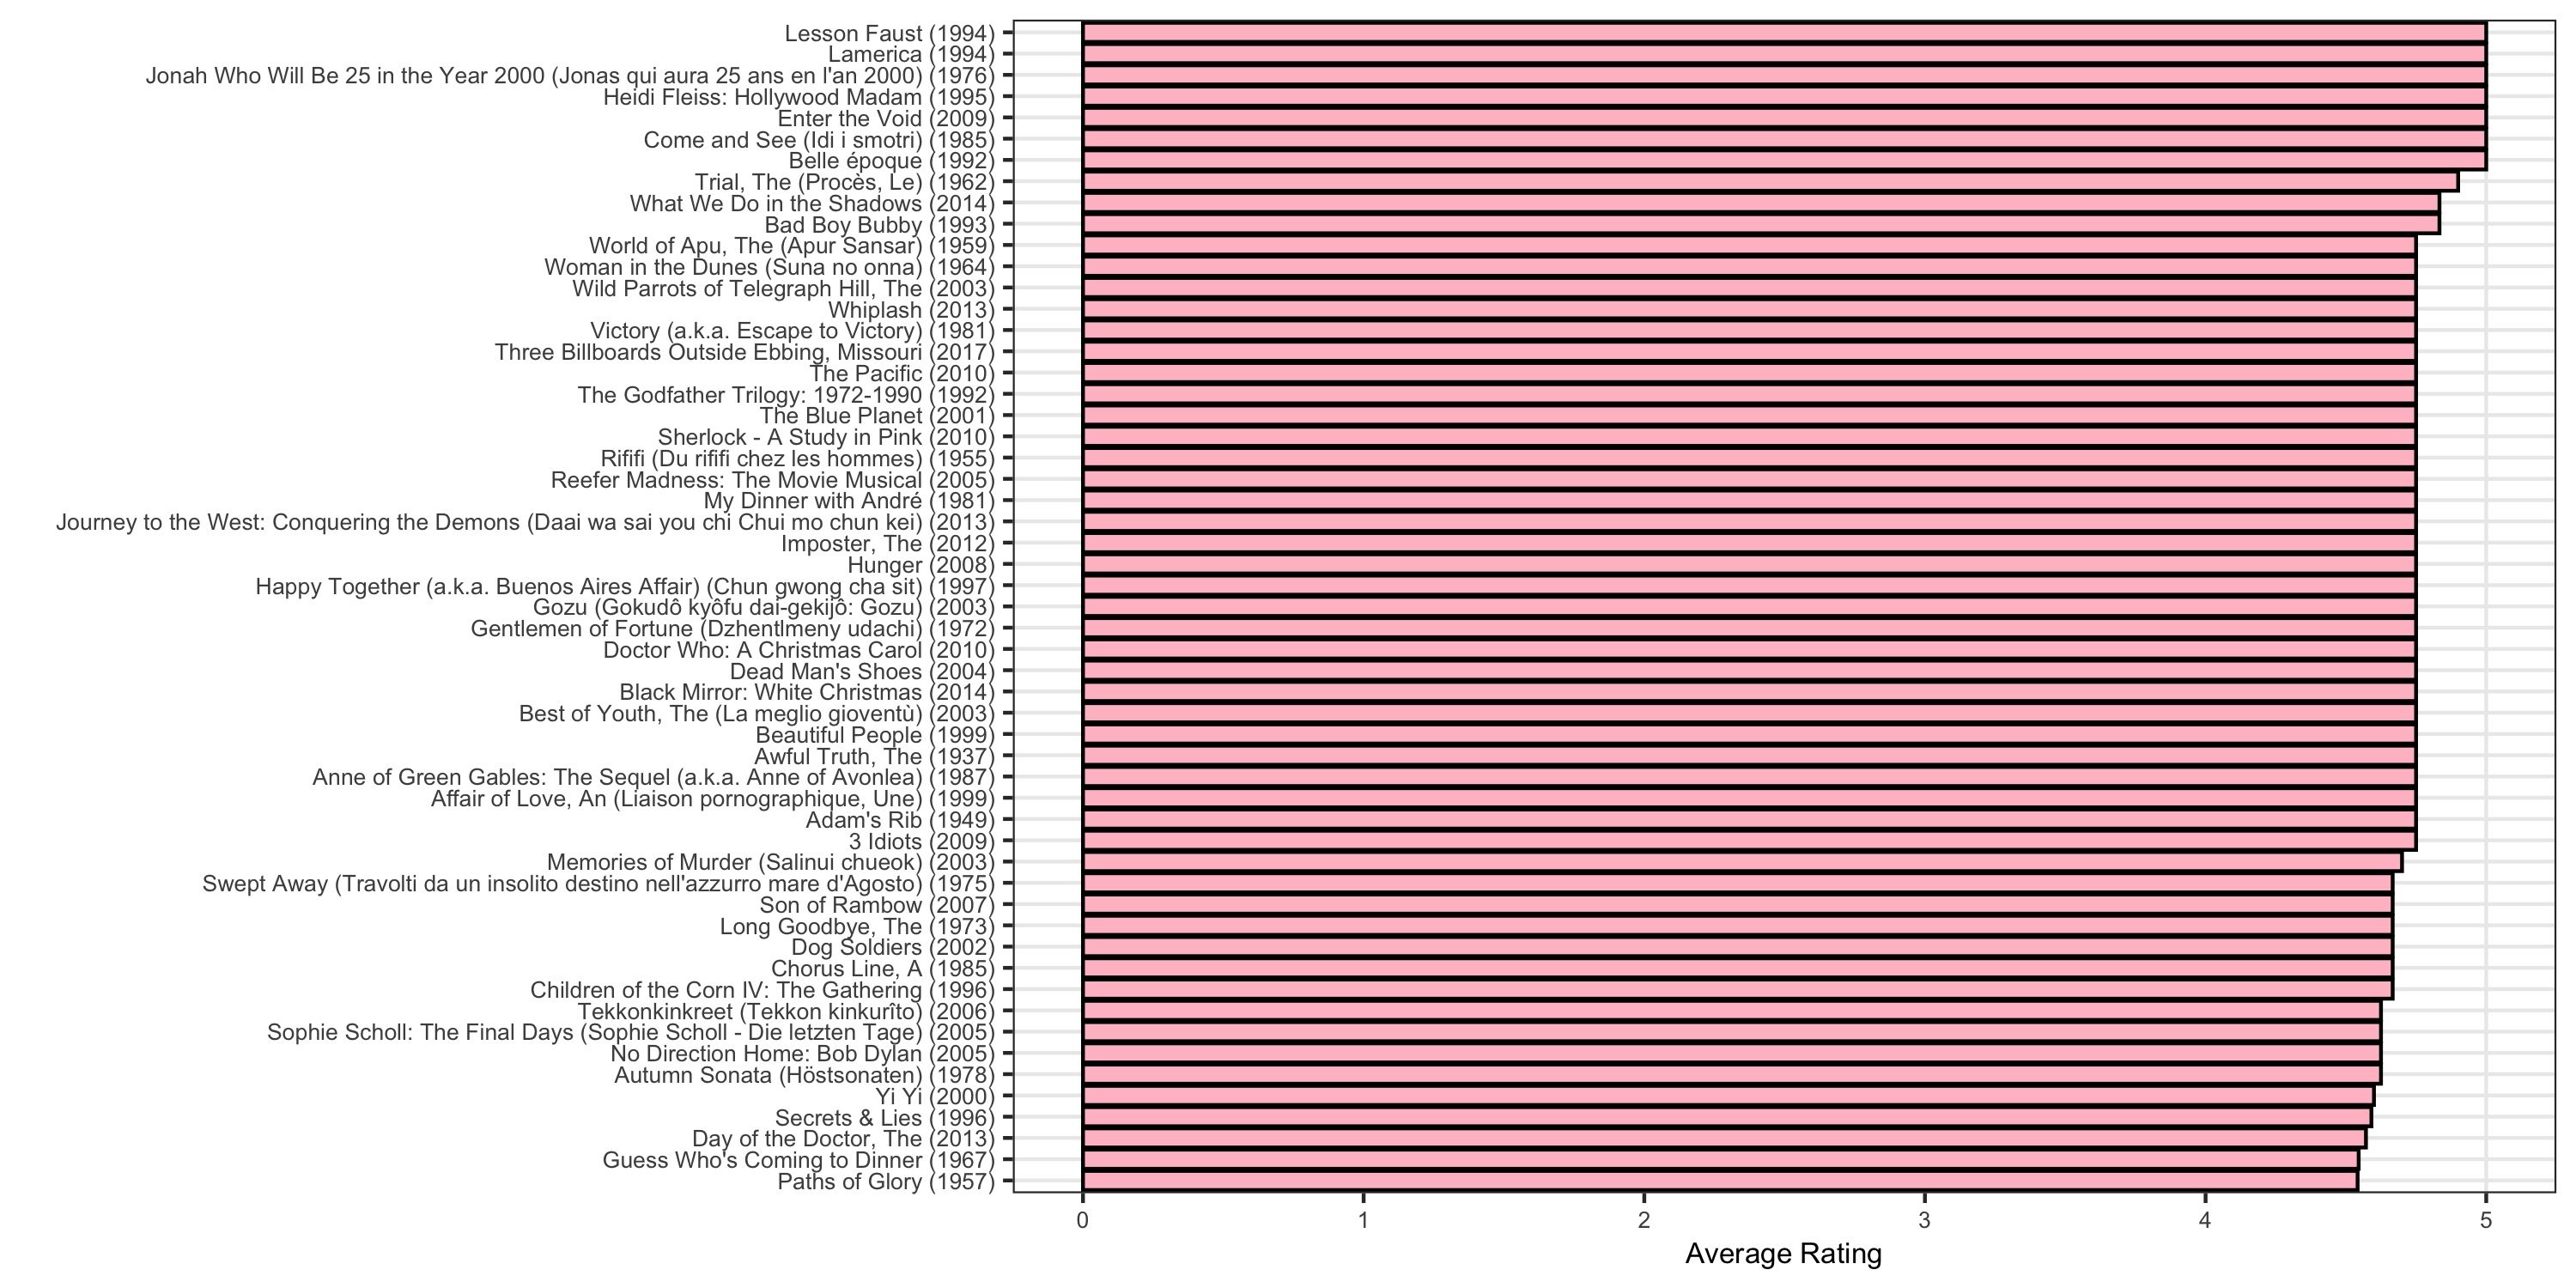 Lesson Faust (1994)
Lamerica (1994)
Jonah Who Will Be 25 in the Year 2000 (Jonas qui aura 25 ans en l'an 2000) (1976)
Heidi Fleiss: Hollywood Madam (1995)
Enter the Void (2009)
Come and See (Idi i smotri) (1985)
Belle époque (1992)
Trial, The (Procès, Le) (1962)
What We Do in the Shadows (2014)
Bad Boy Bubby (1993)
World of Apu, The (Apur Sansar) (1959)
Woman in the Dunes (Suna no onna) (1964)
Wild Parrots of Telegraph Hill, The (2003)
Whiplash (2013)
Victory (a.k.a. Escape to Victory) (1981)
Three Billboards Outside Ebbing, Missouri (2017)
The Pacific (2010)
The Godfather Trilogy: 1972-1990 (1992)
The Blue Planet (2001)
Sherlock - A Study in Pink (2010)
Rififi (Du rififi chez les hommes) (1955)
Reefer Madness: The Movie Musical (2005)
My Dinner with André (1981)
Journey to the West: Conquering the Demons (Daai wa sai you chi Chui mo chun kei) (2013)
Imposter, The (2012)
Hunger (2008)
Happy Together (a.k.a. Buenos Aires Affair) (Chun gwong cha sit) (1997)
Gozu (Gokudô kyôfu dai-gekijô: Gozu) (2003)
Gentlemen of Fortune (Dzhentlmeny udachi) (1972)
Doctor Who: A Christmas Carol (2010)
Dead Man's Shoes (2004)
Black Mirror: White Christmas (2014)
Best of Youth, The (La meglio gioventù) (2003)
Beautiful People (1999)
Awful Truth, The (1937)
Anne of Green Gables: The Sequel (a.k.a. Anne of Avonlea) (1987)
Affair of Love, An (Liaison pornographique, Une) (1999)
Adam's Rib (1949)
3 Idiots (2009)
Memories of Murder (Salinui chueok) (2003)
Swept Away (Travolti da un insolito destino nell'azzurro mare d'Agosto) (1975)
Son of Rambow (2007)
Long Goodbye, The (1973)
Dog Soldiers (2002)
Chorus Line, A (1985)
Children of the Corn IV: The Gathering (1996)
Tekkonkinkreet (Tekkon kinkurîto) (2006)
Sophie Scholl: The Final Days (Sophie Scholl - Die letzten Tage) (2005)
No Direction Home: Bob Dylan (2005)
Autumn Sonata (Höstsonaten) (1978)
Yi Yi (2000)
Secrets & Lies (1996)
Day of the Doctor, The (2013)
Guess Who's Coming to Dinner (1967)
Paths of Glory (1957)
0 1 2 3 4 5
Average Rating